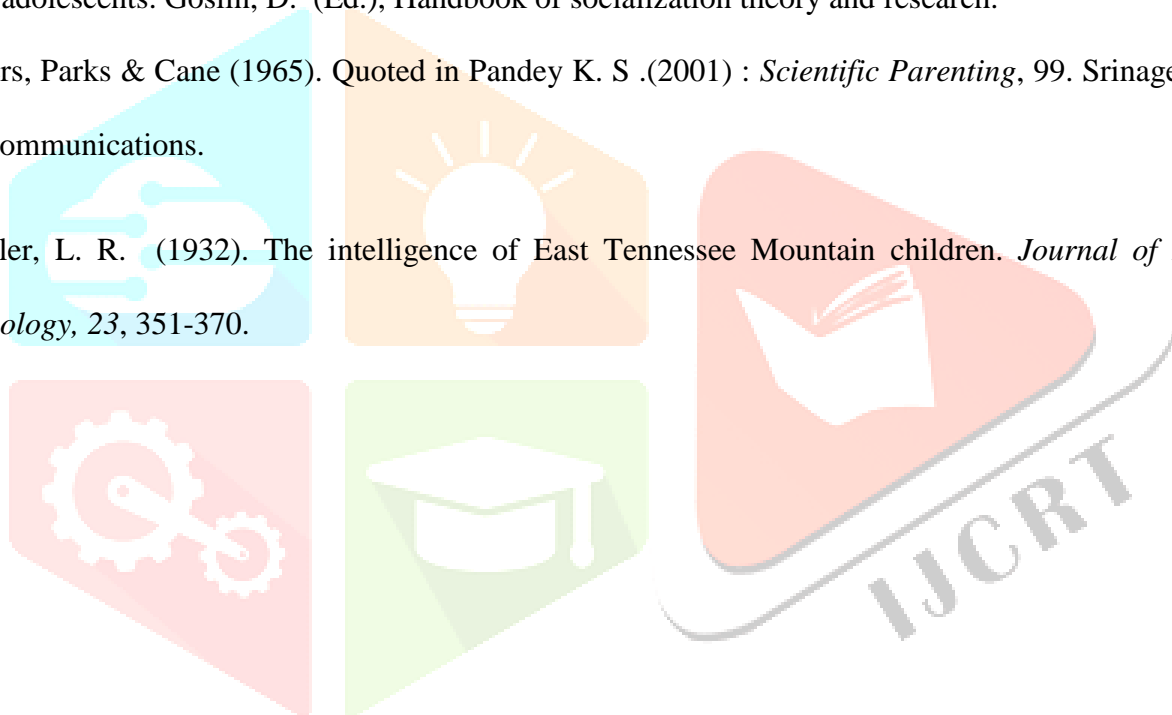 adolescents. Goslin, D. (Ed.), Handbook of socialization theory and research.
rs, Parks & Cane (1965). Quoted in Pandey K. S .(2001) : Scientific Parenting, 99. Srinage
ommunications.
ler, L. R. (1932). The intelligence of East Tennessee Mountain children. Journal of
ology, 23, 351-370.
IJCRT